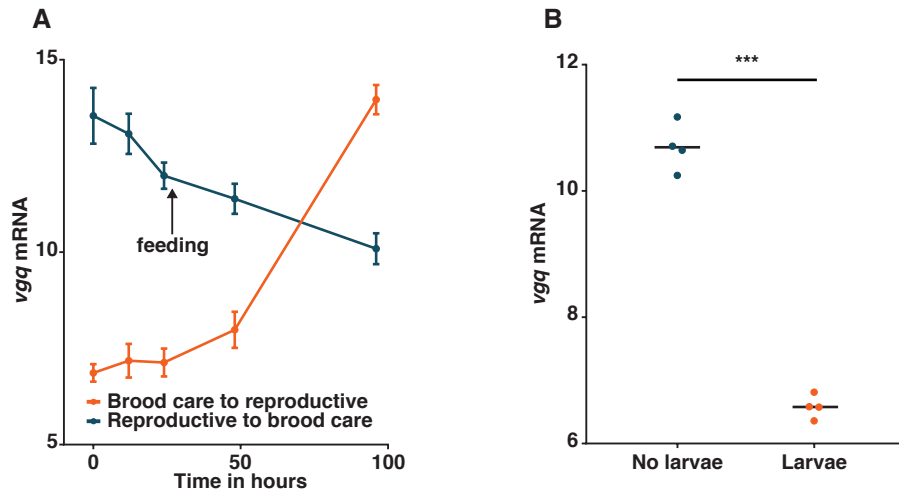 A
15
10
5
vgq mRNA
feeding
Brood care to reproductive
Reproductive to brood care
0
50
100
Time in hours
B
12
10
8
6
vgq mRNA
***
No larvae
Larvae